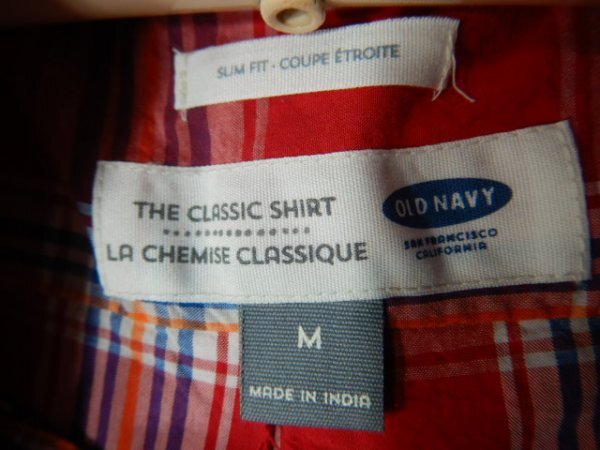 SLIM FIT · COUPE ÉTROITE
THE CLASSIC SHIRT
LA CHEMISE CLASSIQUE
OLD NAVY
SAN FRANCISCO
CALIFORNIA
M
MADE IN INDIA